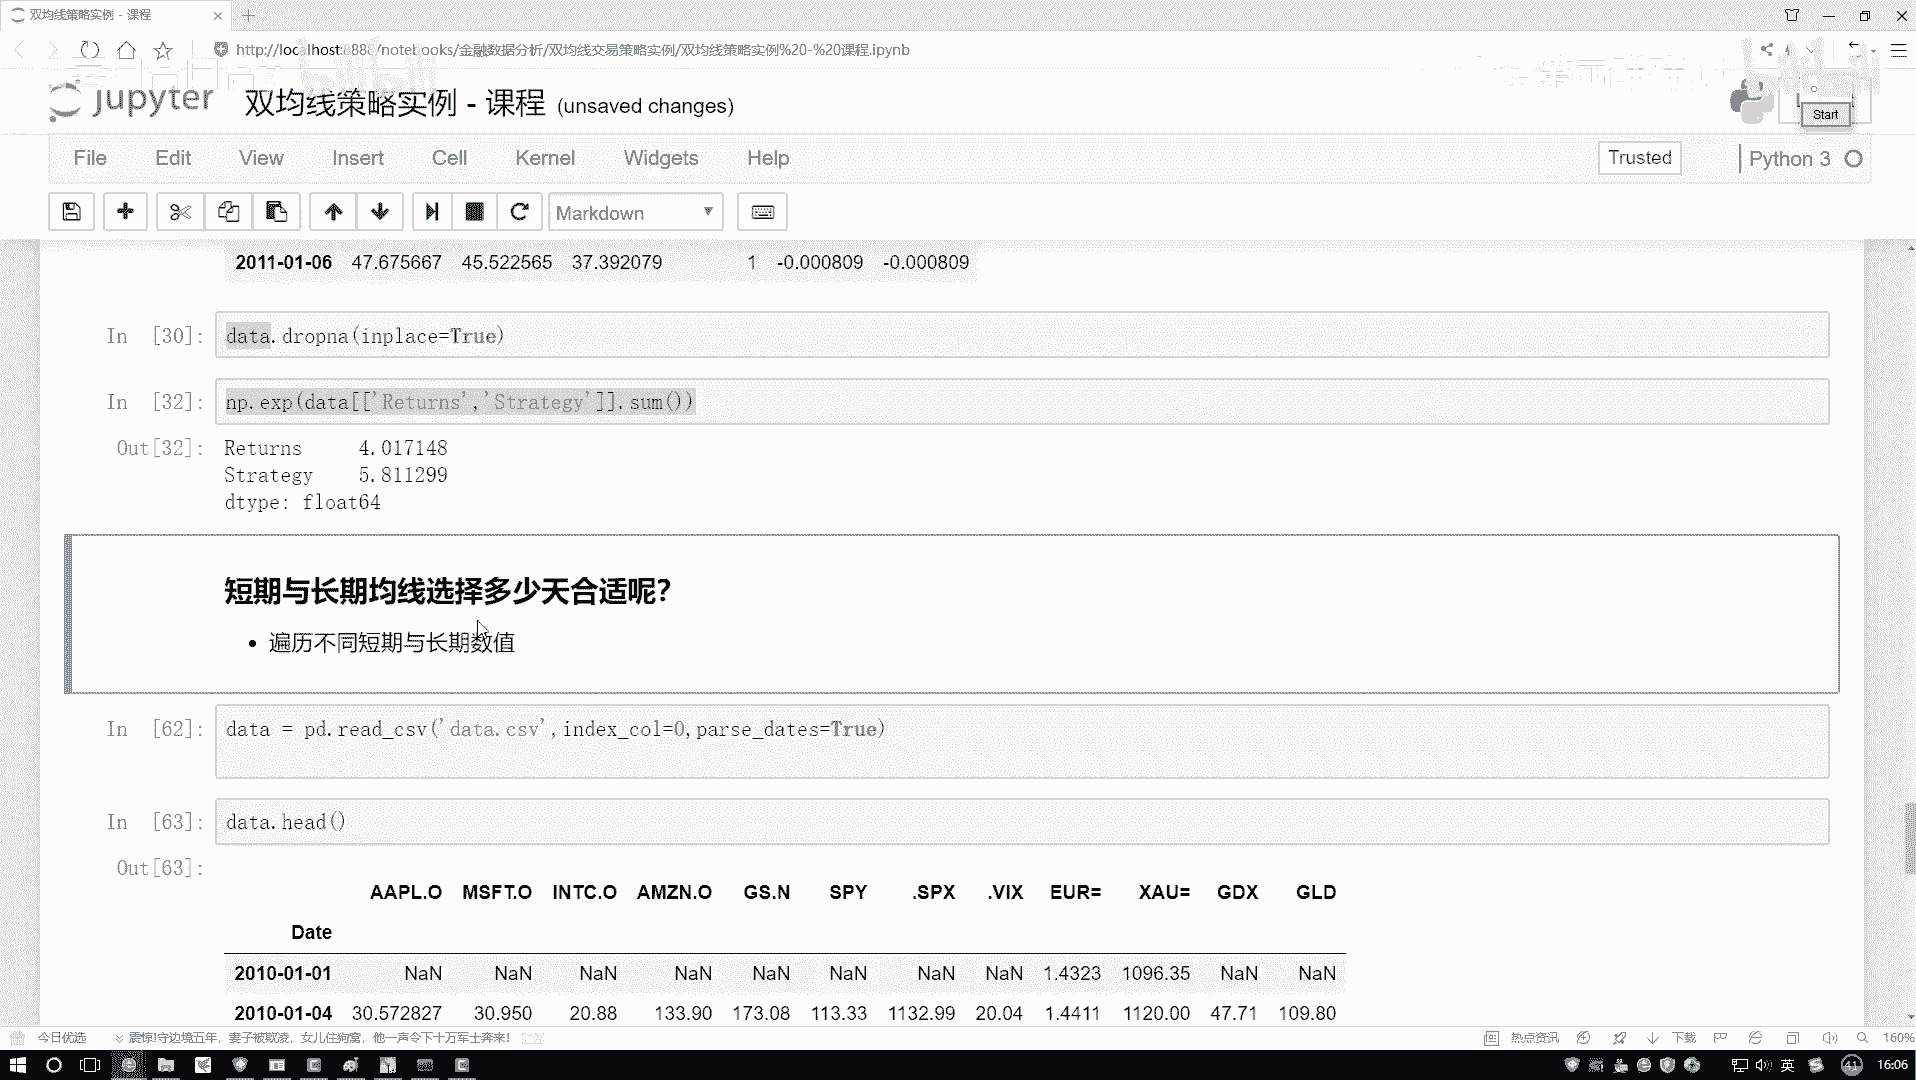 双均线策略实例 - 课程
http://localhost:8888/notebooks/金融数据分析/双均线交易策略实例/双均线策略实例%20-%20课程.ipynb
jupyter 双均线策略实例 - 课程 (unsaved changes)
Start
File Edit View Insert Cell Kernel Widgets Help Trusted Python 3
Markdown
2011-01-06 47.675667 45.522565 37.392079 1 -0.000809 -0.000809
In [30]: data.dropna(inplace=True)
In [32]: np.exp(data[['Returns','Strategy']].sum())
Out[32]: Returns 4.017148
Strategy 5.811299
dtype: float64
短期与长期均线选择多少天合适呢?
• 遍历不同短期与长期数值
In [62]: data = pd.read_csv('data.csv',index_col=0,parse_dates=True)
In [63]: data.head()
Out[63]:
AAPL.O MSFT.O INTC.O AMZN.O GS.N SPY .SPX .VIX EUR= XAU= GDX GLD
Date
2010-01-01 NaN NaN NaN NaN NaN NaN NaN NaN 1.4323 1096.35 NaN NaN
2010-01-04 30.572827 30.950 20.88 133.90 173.08 113.33 1132.99 20.04 1.4411 1120.00 47.71 109.80
今日优选 震惊!守边境五年，妻子被欺凌，女儿住狗窝，他一声令下十万军士奔来! 热点资讯 下载 160%
英 41 16:06